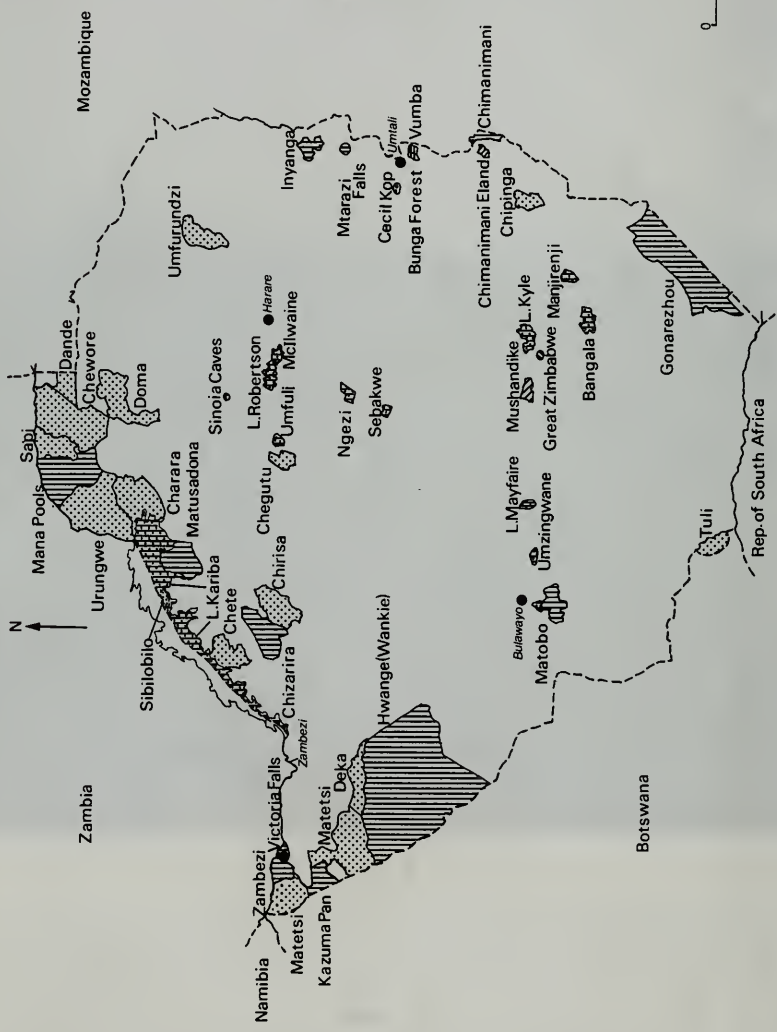 Mozambique
Zambia
Namibia
Botswana
Rep. of South Africa
N
0
Sapi
Dande
Chewore
Doma
Mana Pools
Urungwe
Charara
Matusadona
L.Kariba
Sibilobilo
Chete
Chirisa
Chizarira
Zambezi
Umfurundzi
Inyanga
Mtarazi
Falls
Cecil Kop
Umtali
Vumba
Bunga Forest
Chimanimani
Chimanimani Eland
Chipinga
Harare
Sinoia Caves
L.Robertson
McIlwaine
Umfuli
Chegutu
Ngezi
Sebakwe
Mushandike
L.Kyle
Great Zimbabwe
Manjirenji
Bangala
Gonarezhou
L.Mayfaire
Umzingwane
Bulawayo
Matobo
Tuli
Hwange(Wankie)
Deka
Matetsi
Victoria Falls
Zambezi
Matetsi
Kazuma Pan